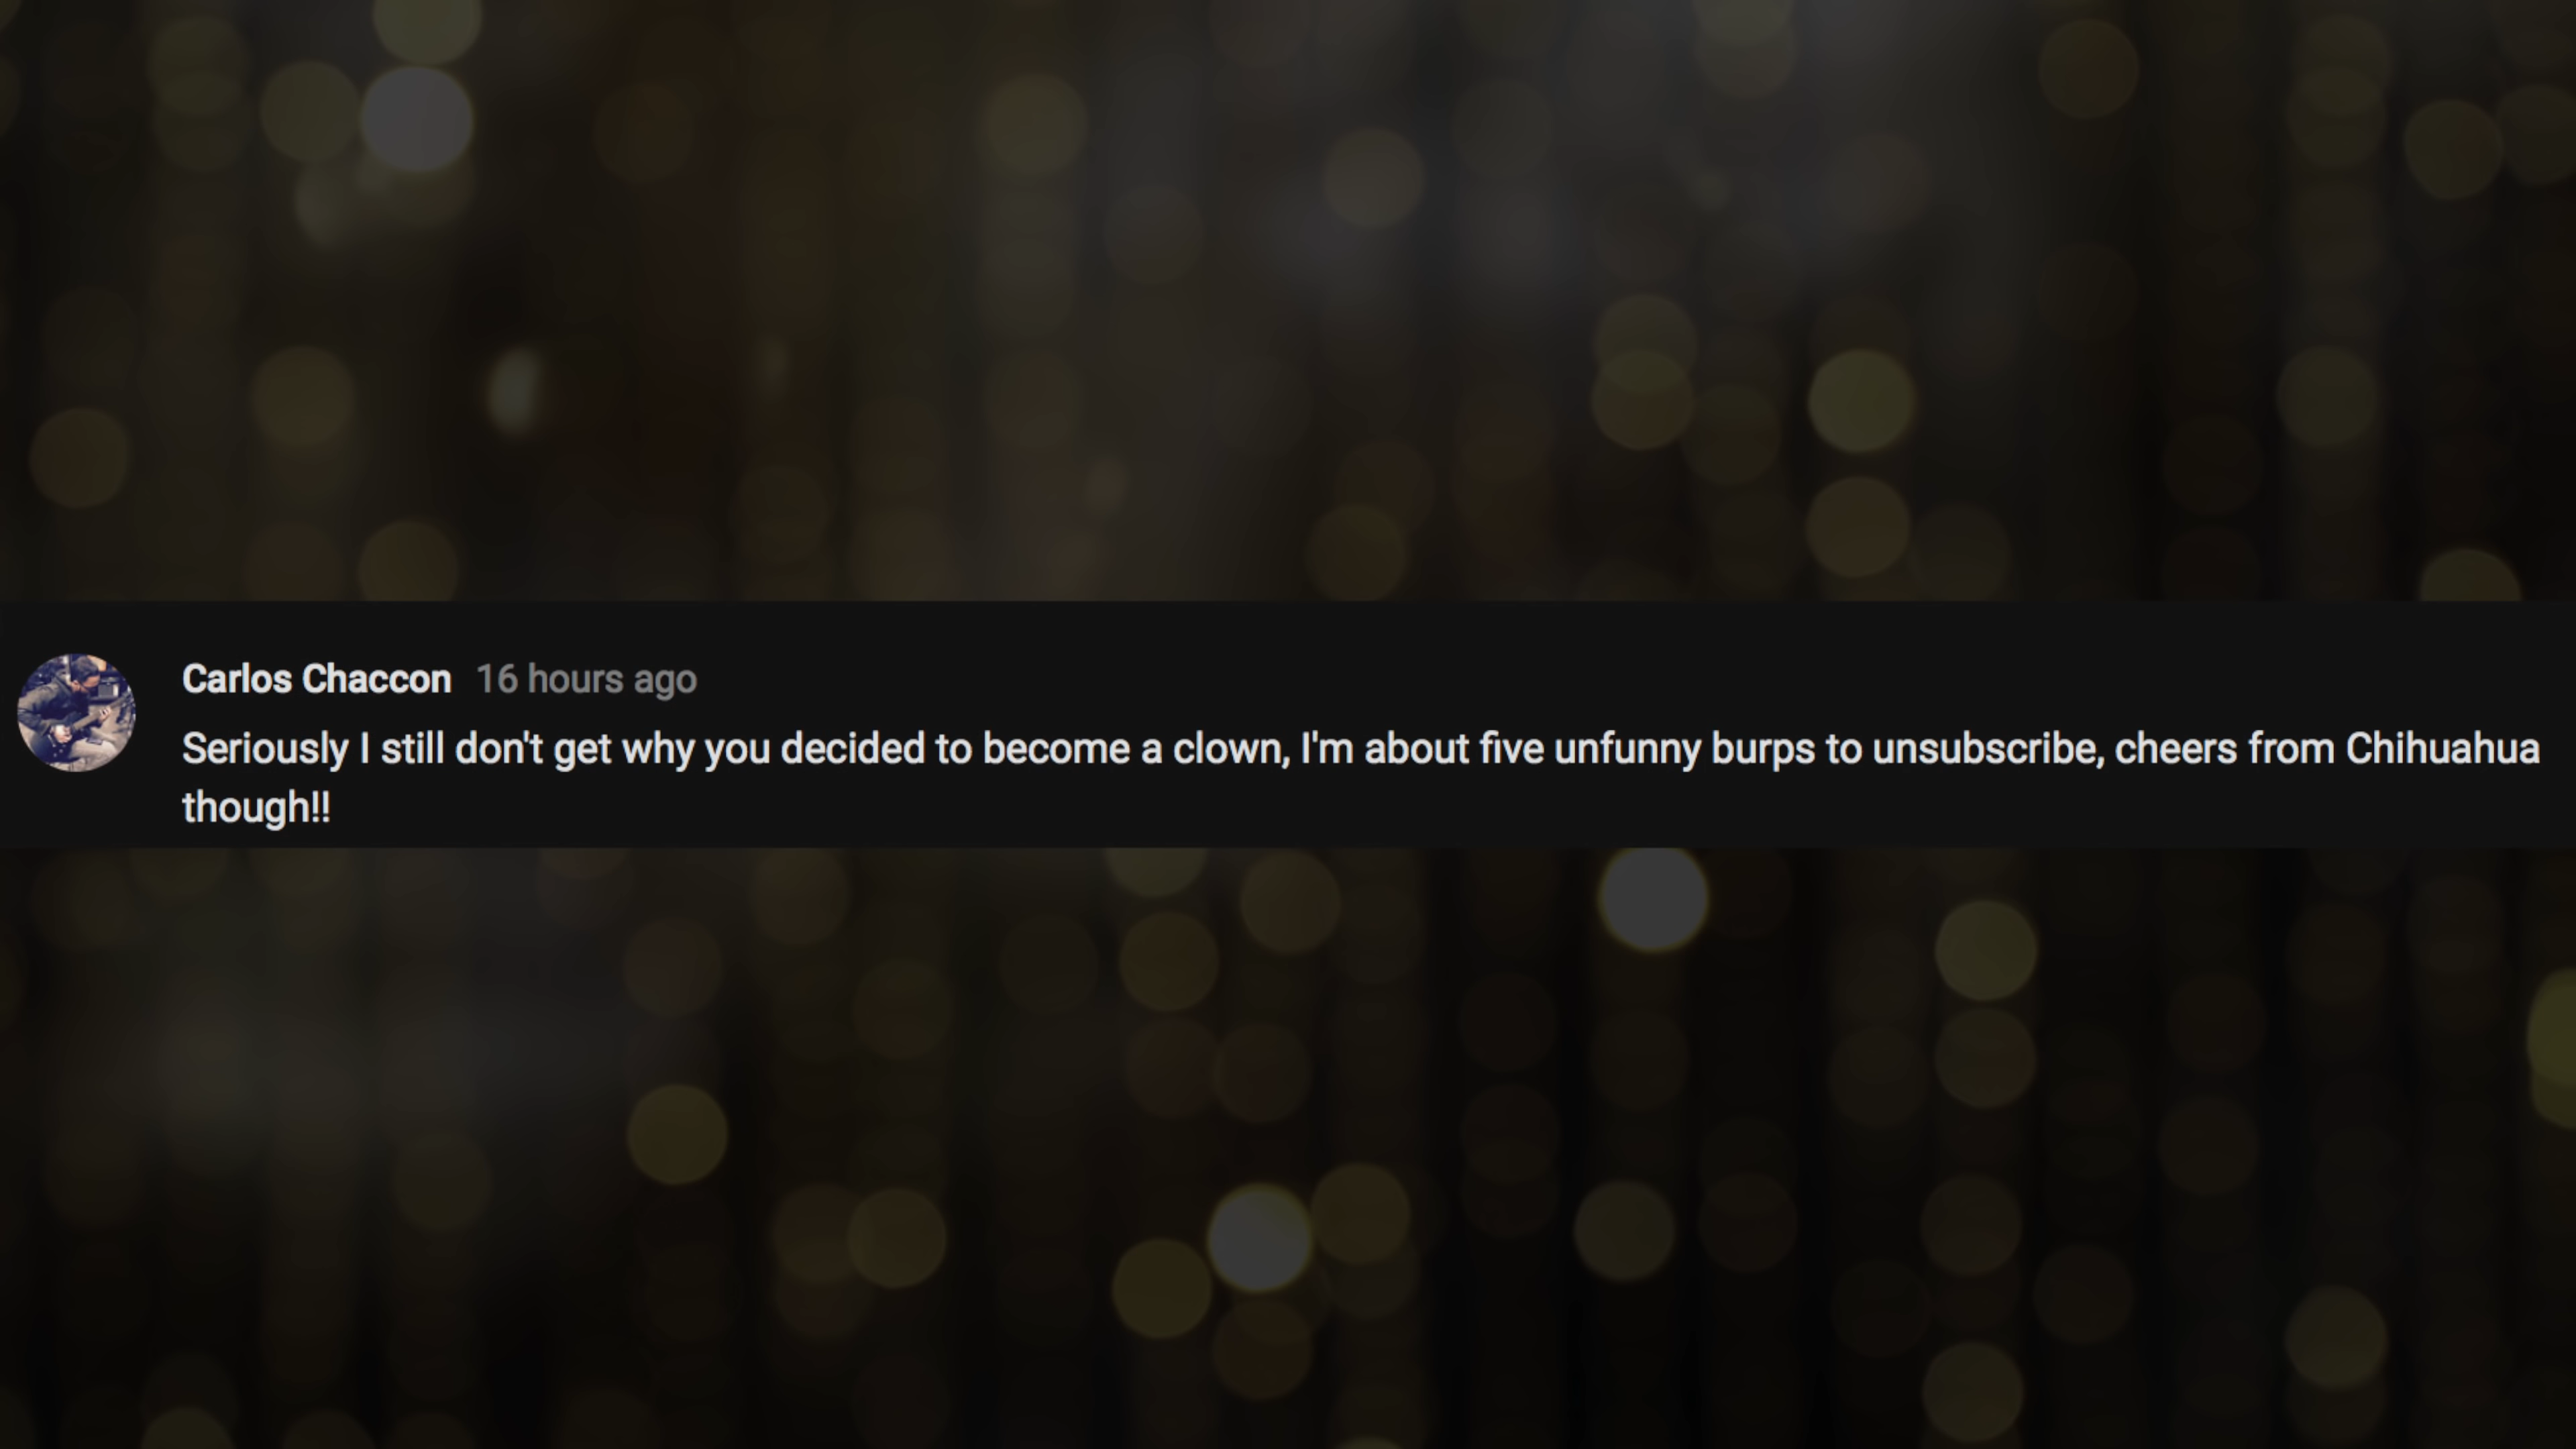 Carlos Chaccon 16 hours ago
Seriously I still don't get why you decided to become a clown, I'm about five unfunny burps to unsubscribe, cheers from Chihuahua
though!!